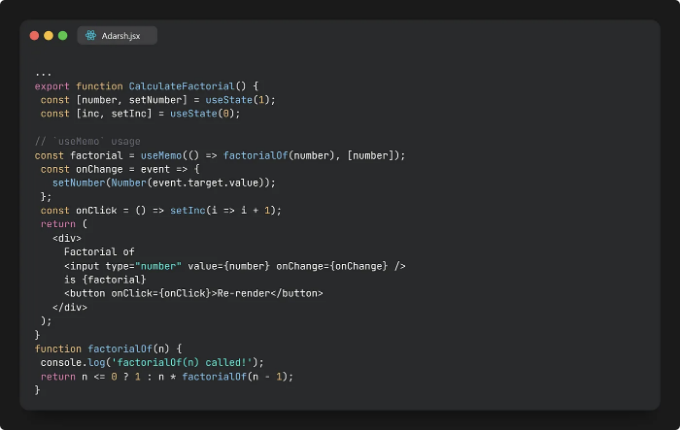 Adarsh.jsx
...
export function CalculateFactorial() {
const [number, setNumber] = useState(1);
const [inc, setInc] = useState(0);
// `useMemo` usage
const factorial = useMemo(() => factorialOf(number), [number]);
const onChange = event => {
setNumber(Number(event.target.value));
};
const onClick = () => setInc(i => i + 1);
return (
<div>
Factorial of
<input type="number" value={number} onChange={onChange} />
is {factorial}
<button onClick={onClick}>Re-render</button>
</div>
);
}
function factorialOf(n) {
console.log('factorialOf(n) called!');
return n <= 0 ? 1 : n * factorialOf(n - 1);
}